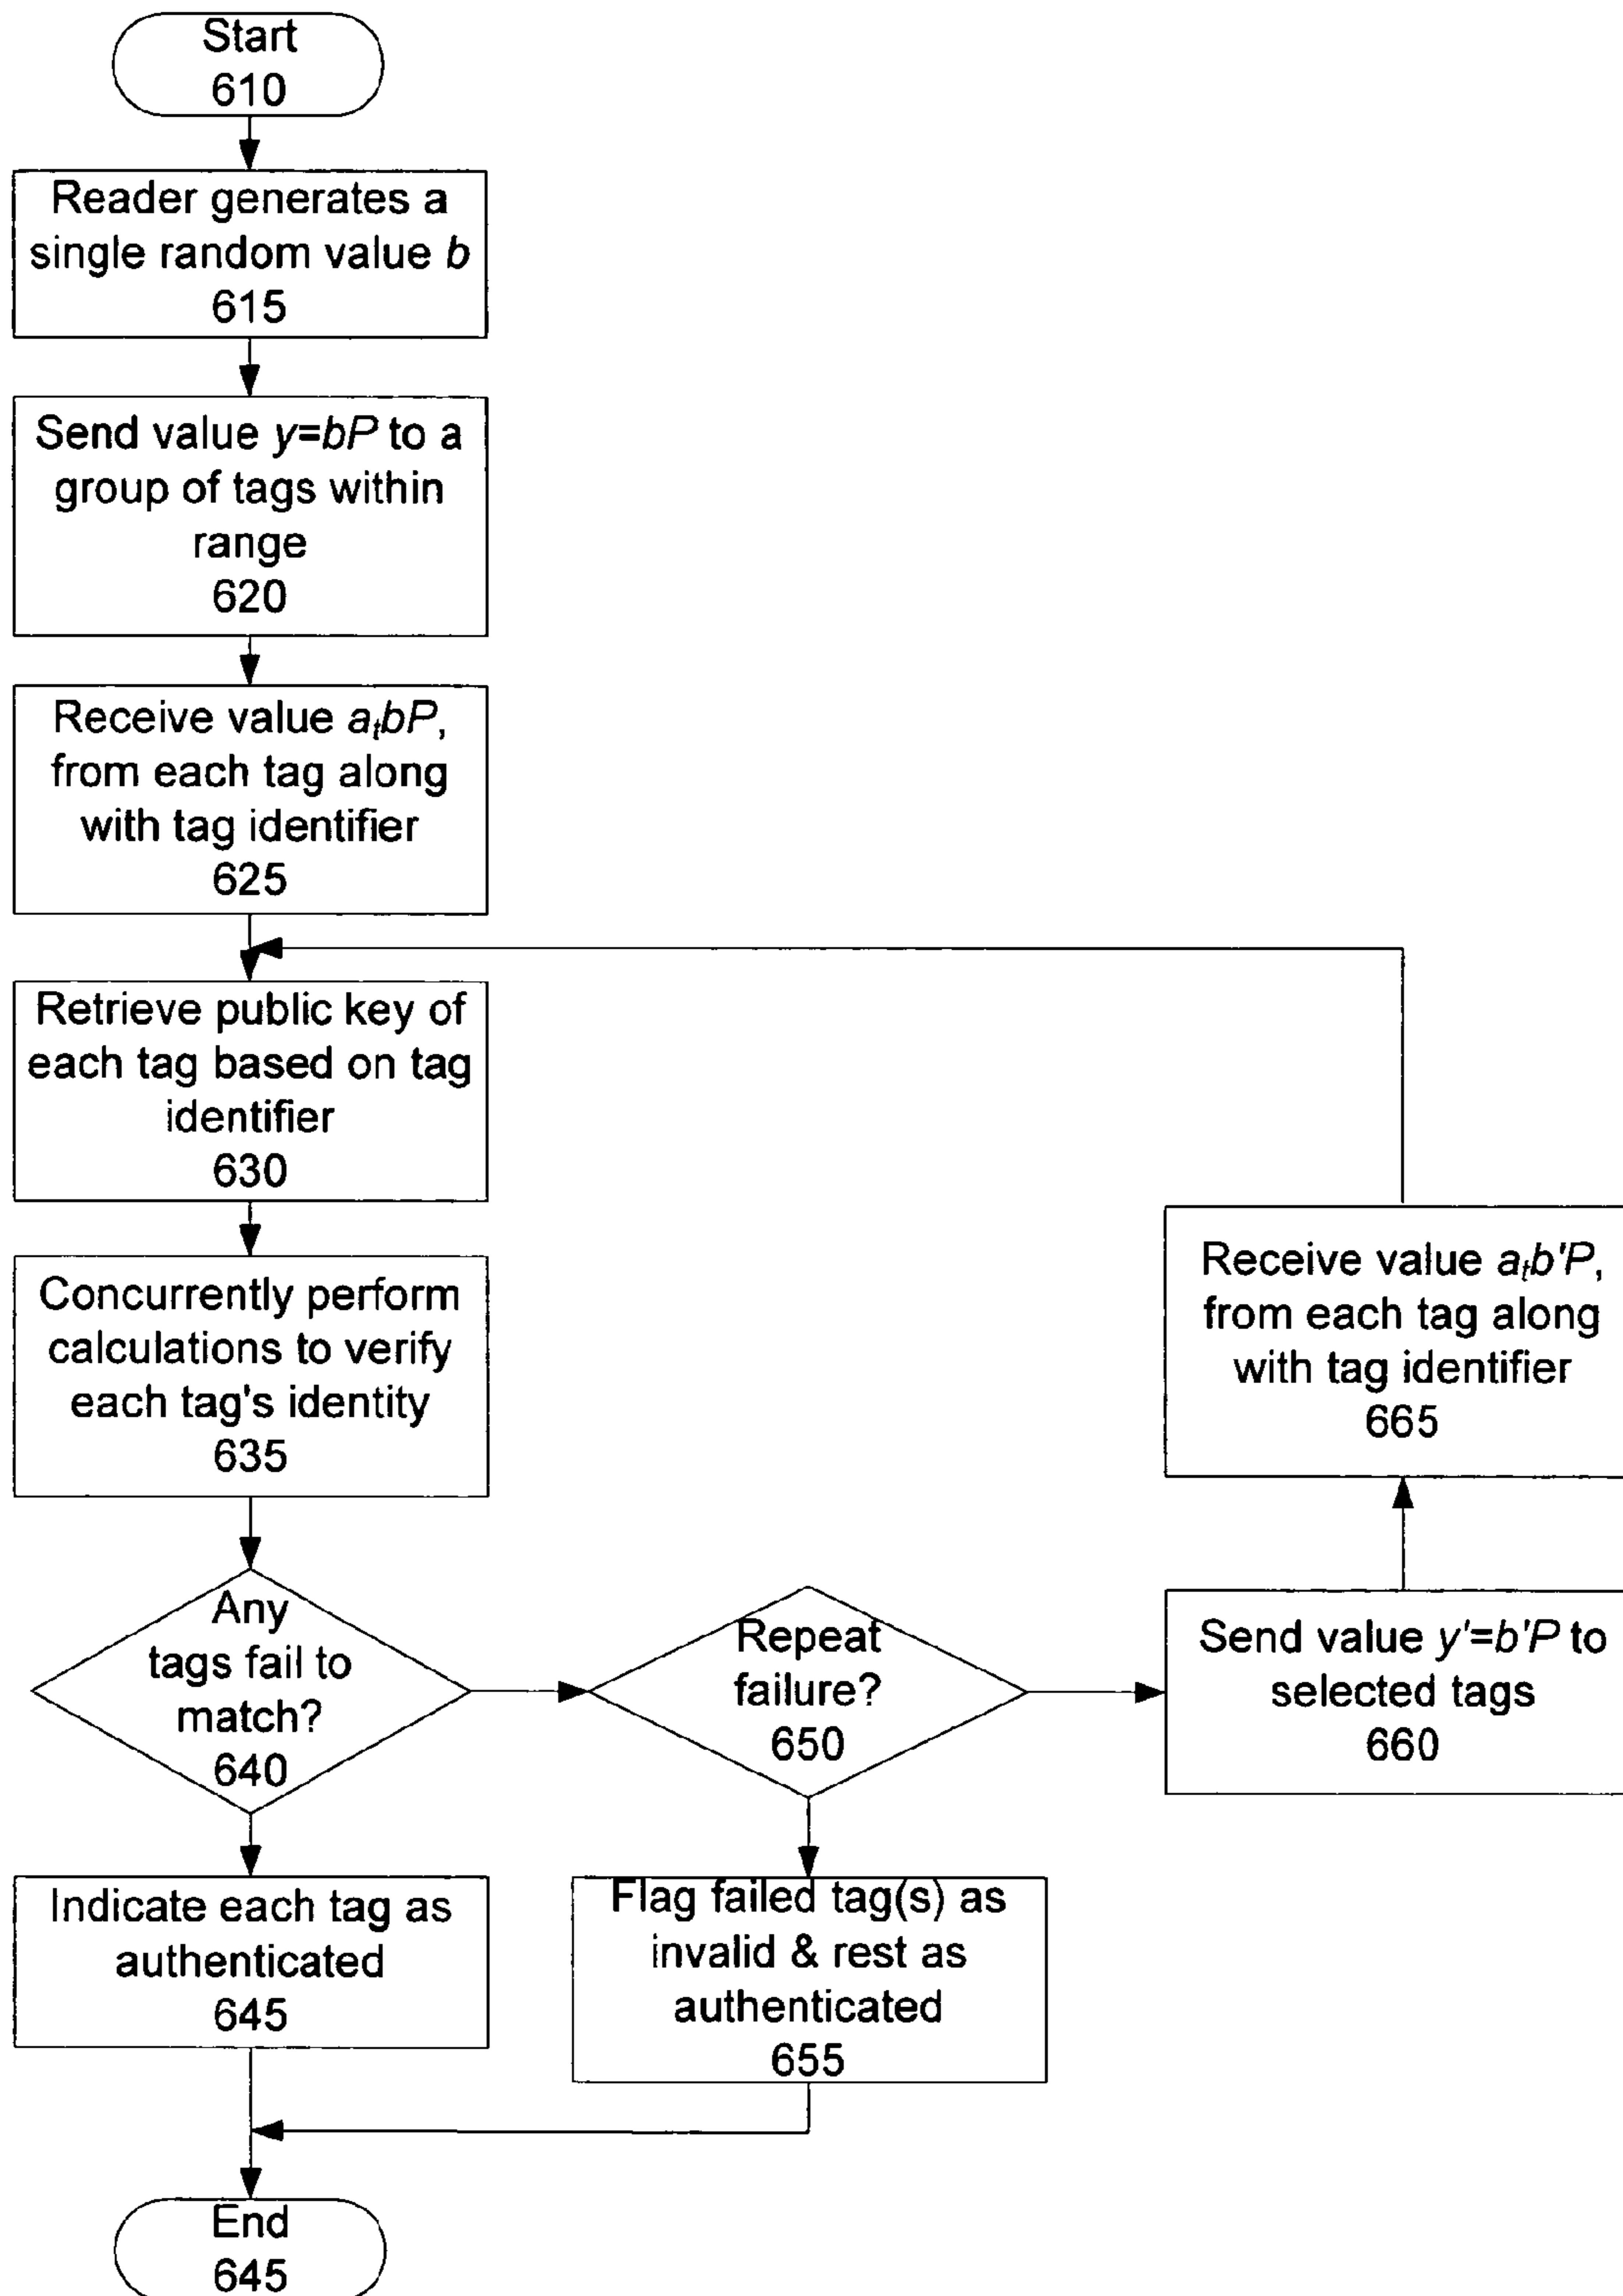 Start
610
Reader generates a
single random value b
615
Send value y=bP to a
group of tags within
range
620
Receive value aₜbP,
from each tag along
with tag identifier
625
Retrieve public key of
each tag based on tag
identifier
630
Concurrently perform
calculations to verify
each tag's identity
635
Any
tags fail to
match?
640
Indicate each tag as
authenticated
645
Repeat
failure?
650
Flag failed tag(s) as
invalid & rest as
authenticated
655
Send value y'=b'P to
selected tags
660
Receive value aₜb'P,
from each tag along
with tag identifier
665
End
645